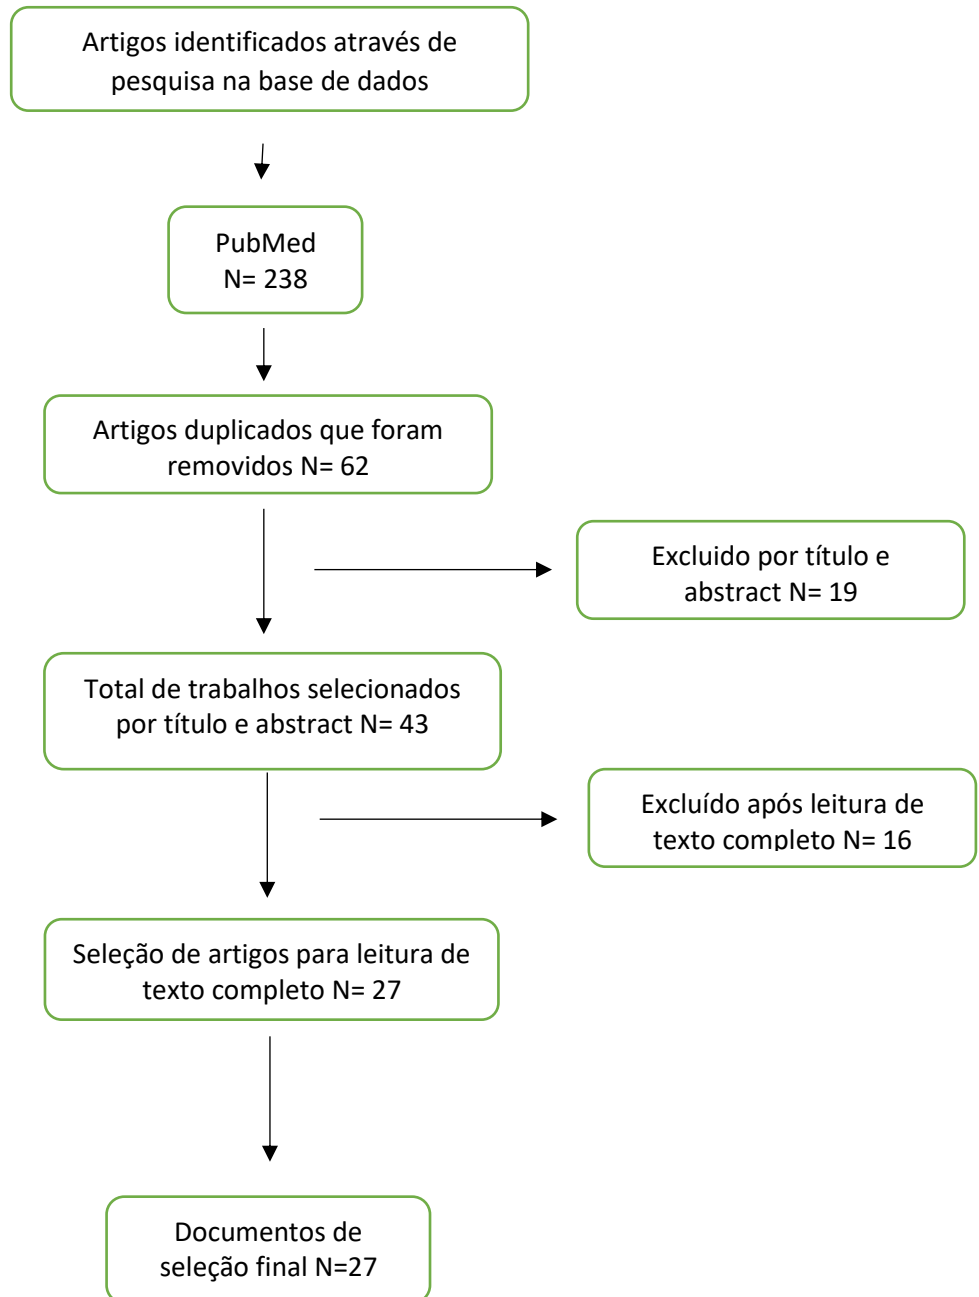 Artigos identificados através de
pesquisa na base de dados
PubMed
N= 238
Artigos duplicados que foram
removidos N= 62
Excluido por título e
abstract N= 19
Total de trabalhos selecionados
por título e abstract N= 43
Excluído após leitura de
texto completo N= 16
Seleção de artigos para leitura de
texto completo N= 27
Documentos de
seleção final N=27